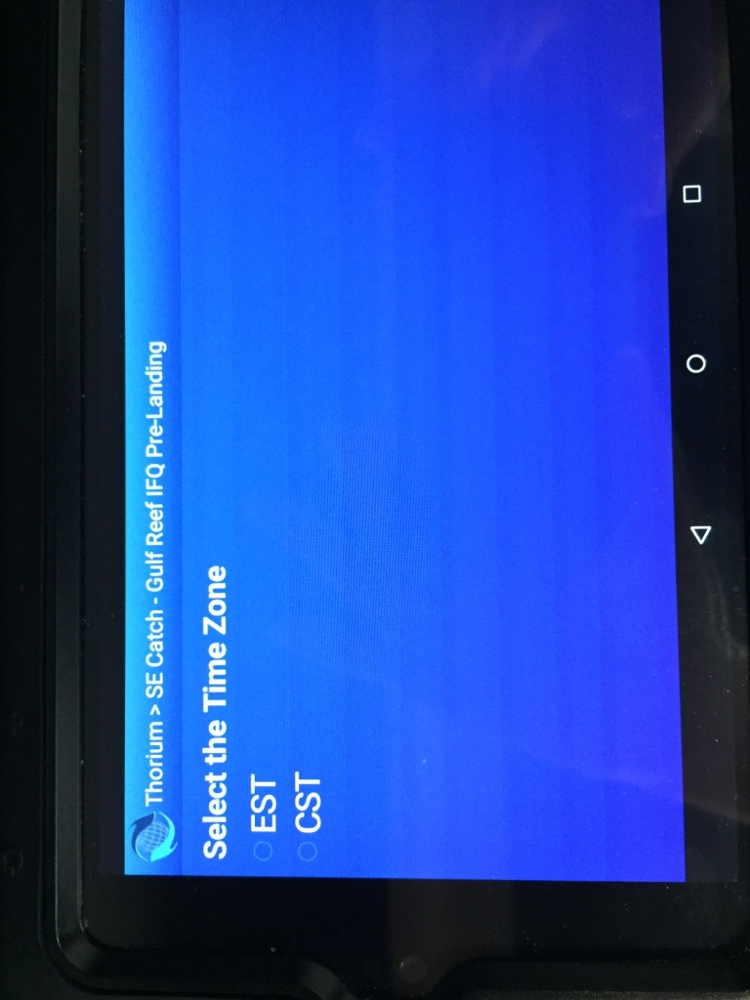 Thorium > SE Catch - Gulf Reef IFQ Pre-Landing
Select the Time Zone
EST
CST